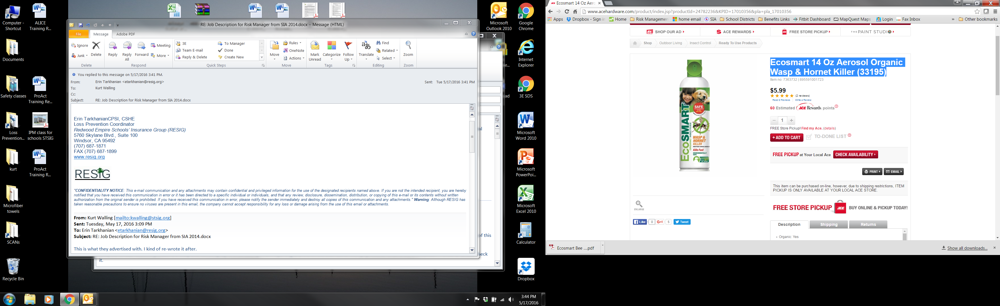 Computer - Shortcut
ALICE Training R...
Documents
Safety classes
ProAct Training Re...
Loss Prevention...
IPM class for schools STSIG
kurt
ProAct Training R...
Microfiber towels
SCANs
Recycle Bin
RE: Job Description for Risk Manager from SIA 2014.docx - Message (HTML)
File
Message
Adobe PDF
Ignore
Junk
Delete
Delete
Reply
Reply All
Forward
Meeting
More
Respond
3E
Team E-mail
Reply & Delete
To Manager
Done
Create New
Quick Steps
Move
Rules
OneNote
Actions
Move
Mark Unread
Categorize
Follow Up
Tags
Translate
Find
Related
Select
Editing
Zoom
Zoom
You replied to this message on 5/17/2016 3:41 PM.
From: Erin Tarkhanian <etarkhanian@resig.org>
Sent: Tue 5/17/2016 3:41 PM
To: Kurt Walling
Cc:
Subject: RE: Job Description for Risk Manager from SIA 2014.docx
Erin TarkhanianCPSI, CSHE
Loss Prevention Coordinator
Redwood Empire Schools' Insurance Group (RESIG)
5760 Skylane Blvd., Suite 100
Windsor, CA 95492
(707) 687-1871
FAX (707) 687-1899
www.resig.org
RESIG
"CONFIDENTIALITY NOTICE: This e-mail communication and any attachments may contain confidential and privileged information for the use of the designated recipients named above. If you are not the intended recipient, you are hereby
notified that you have received this communication in error or it has been directed to a specific individual or individuals, and that any review, disclosure, dissemination, distribution, or copying of this e-mail or its contents without written
authorization from the original sender is prohibited. If you have received this communication in error, please notify the sender immediately and destroy all copies of this communication and any attachments." Warning: Although RESIG has
taken reasonable precautions to ensure no viruses are present in this email, the company cannot accept responsibility for any loss or damage arising from the use of this email or attachments.
From: Kurt Walling [mailto:kwalling@stsig.org]
Sent: Tuesday, May 17, 2016 3:09 PM
To: Erin Tarkhanian <etarkhanian@resig.org>
Subject: RE: Job Description for Risk Manager from SIA 2014.docx
This is what they advertised with. I kind of re-wrote it after.
of this
it.
Microsoft Outlook 2010
Google Chrome
Internet Explorer
3E SDS
Microsoft Word 2010
Microsoft PowerPoi...
Microsoft Excel 2010
Calculator
Dropbox
3:44 PM
5/17/2016
Ecosmart 14 Oz Aero
www.acehardware.com/product/index.jsp?productId=24782236&KPID=17010356&pla=pla_17010356
Apps
Dropbox - Sign in
Home
Risk Managemen
home email
SIA
School Districts
Benefits Links
Fitbit Dashboard
MapQuest Maps
Login
Fax Inbox
» Other bookmarks
SHOP OUR AD
ACE REWARDS
FREE STORE PICKUP
THE PAINT STUDIO
Shop
Outdoor Living
Insect Control
Ready To Use Products
Ecosmart 14 Oz Aerosol Organic
Wasp & Hornet Killer (33195)
Item no: 7363732 | 895591001723
$5.99
(2 reviews)
Read 2 Reviews | Write a Review
60 Estimated ACE Rewards points
1
FREE Store Pickup! Find my Ace. (details)
+ ADD TO CART
TO-DONE LIST
FREE PICKUP at Your Local Ace
CHECK AVAILABILITY
PRINT
EMAIL
This item can be purchased on-line, however, due to shipping restrictions, ITEM
PICKUP IS ONLY AVAILABLE AT YOUR LOCAL ACE STORE.
FREE STORE PICKUP
ACE
BUY ONLINE & PICKUP TODAY!
Description
Shipping
Returns
Organic: Yes
SAFE
ECOSMART
ORGANIC INSECTICIDE
WASP & HORNET KILLER
Kills Fast
ENVIRONMENTALLY SAFE
ENLARGE
Like
0
G+1
5
Tweet
Ecosmart Bee ....pdf
Show all downloads...